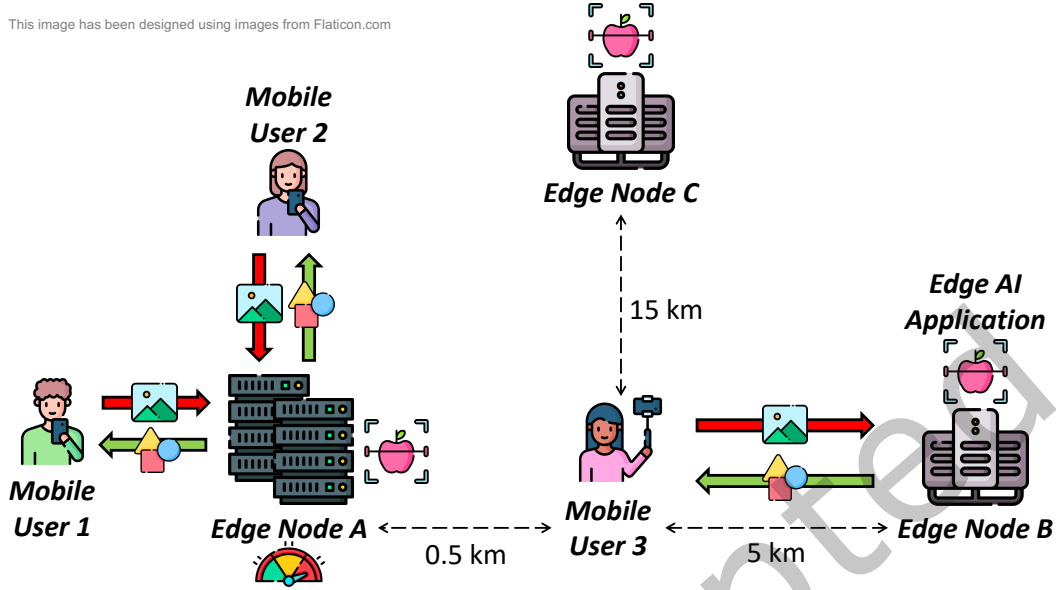 This image has been designed using images from Flaticon.com
Mobile
User 2
Edge Node C
15 km
Edge AI
Application
Mobile
User 1
Edge Node A
0.5 km
Mobile
User 3
5 km
Edge Node B
pted